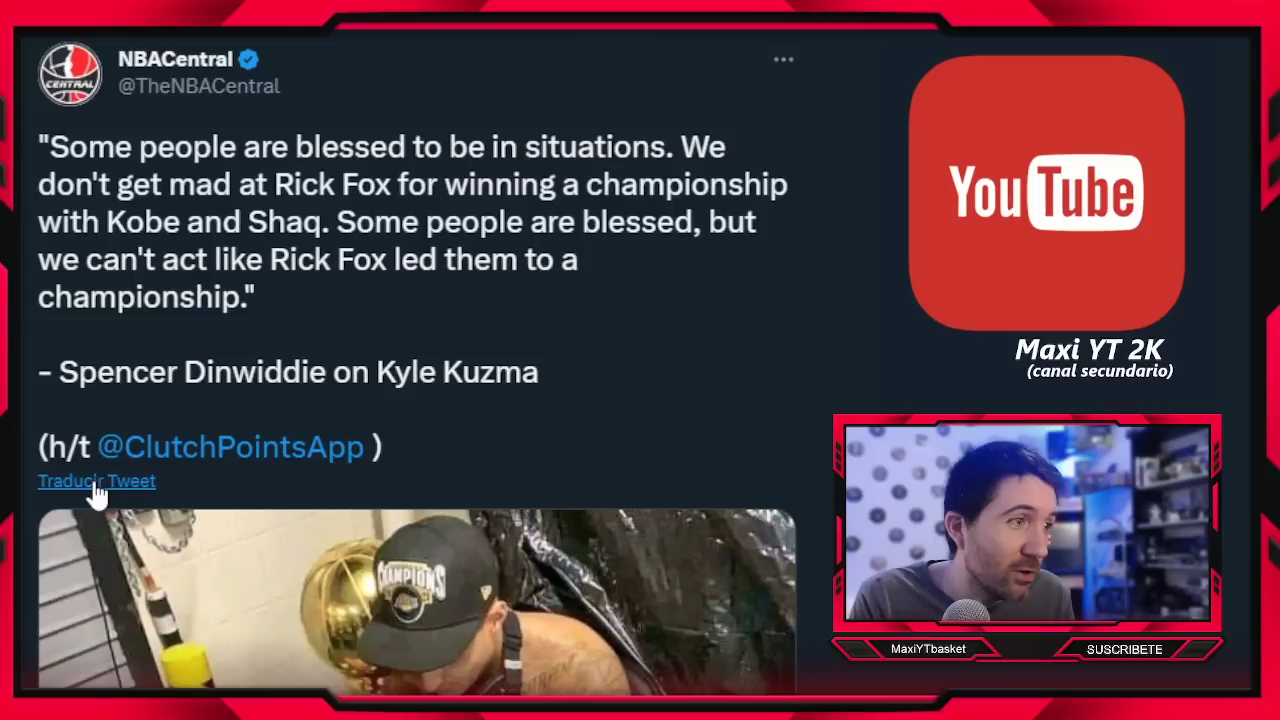 NBACentral
@TheNBACentral
"Some people are blessed to be in situations. We
don't get mad at Rick Fox for winning a championship
with Kobe and Shaq. Some people are blessed, but
we can't act like Rick Fox led them to a
championship."
- Spencer Dinwiddie on Kyle Kuzma
(h/t @ClutchPointsApp )
Traducir Tweet
CENTRAL
CHAMPIONS
YouTube
Maxi YT 2K
(canal secundario)
MaxiYTbasket
SUSCRIBETE